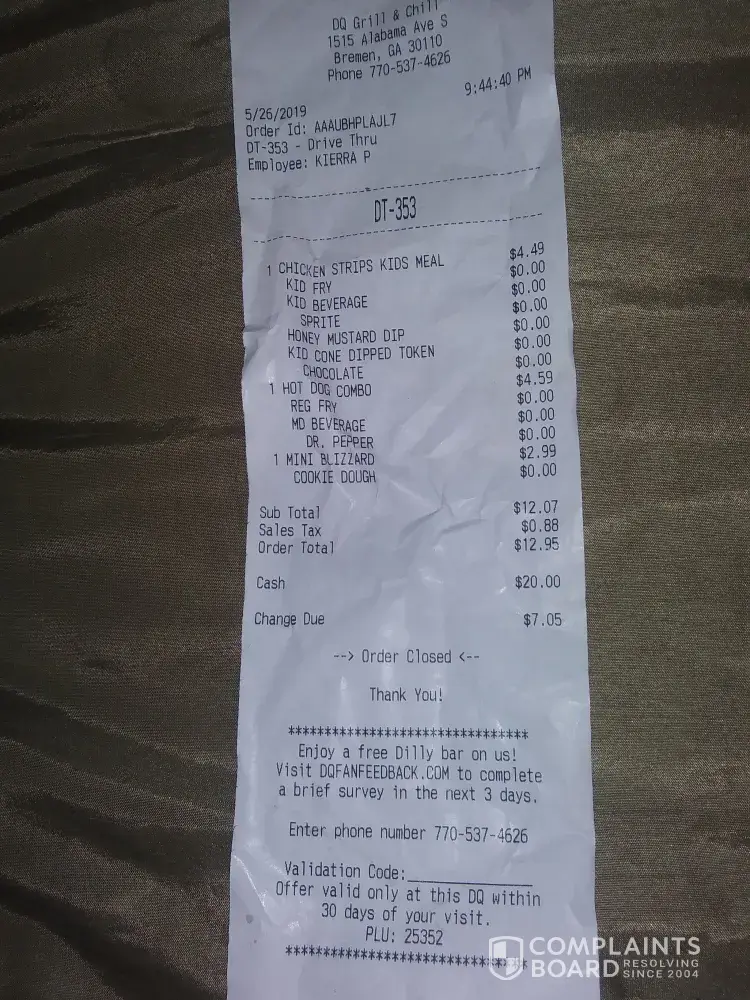 DQ Grill & Chill
1515 Alabama Ave S
Bremen, GA 30110
Phone 770-537-4626
5/26/2019 9:44:40 PM
Order Id: AAAUBHPLAJL7
DT-353 - Drive Thru
Employee: KIERRA P
DT-353
1 CHICKEN STRIPS KIDS MEAL $4.49
KID FRY $0.00
KID BEVERAGE $0.00
SPRITE $0.00
HONEY MUSTARD DIP $0.00
KID CONE DIPPED TOKEN $0.00
CHOCOLATE $0.00
1 HOT DOG COMBO $4.59
REG FRY $0.00
MD BEVERAGE $0.00
DR. PEPPER $0.00
1 MINI BLIZZARD $2.99
COOKIE DOUGH $0.00
Sub Total $12.07
Sales Tax $0.88
Order Total $12.95
Cash $20.00
Change Due $7.05
--> Order Closed <--
Thank You!
******************************
Enjoy a free Dilly bar on us!
Visit DQFANFEEDBACK.COM to complete
a brief survey in the next 3 days.
Enter phone number 770-537-4626
Validation Code:______________
Offer valid only at this DQ within
30 days of your visit.
PLU: 25352
******************************
COMPLAINTS
BOARD RESOLVING SINCE 2004